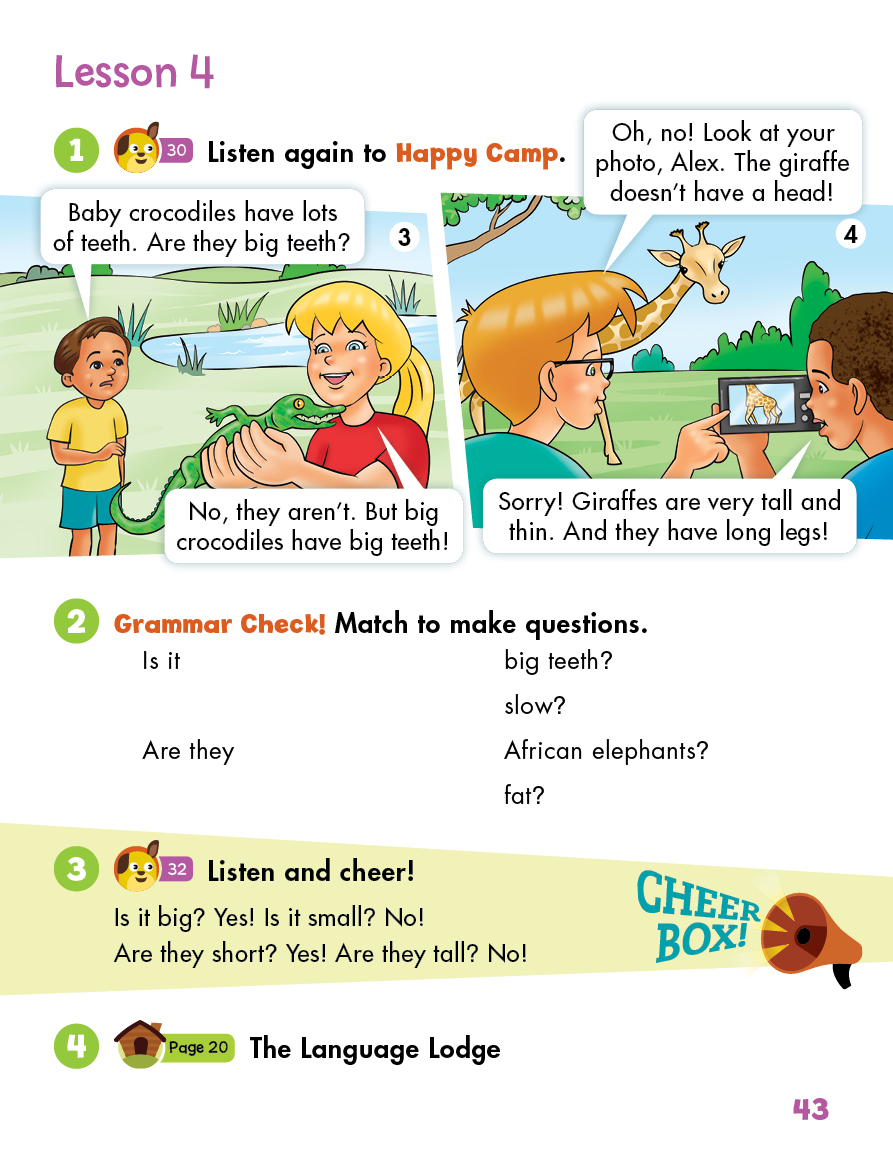 Lesson 4
1
30
Listen again to Happy Camp.
Baby crocodiles have lots
of teeth. Are they big teeth?
3
No, they aren't. But big
crocodiles have big teeth!
Oh, no! Look at your
photo, Alex. The giraffe
doesn't have a head!
4
Sorry! Giraffes are very tall and
thin. And they have long legs!
2
Grammar Check! Match to make questions.
Is it
big teeth?
slow?
Are they
African elephants?
fat?
3
32
Listen and cheer!
Is it big? Yes! Is it small? No!
Are they short? Yes! Are they tall? No!
CHEER
BOX!
4
Page 20
The Language Lodge
43